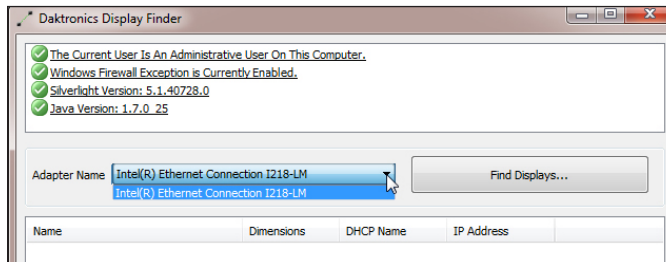 Daktronics Display Finder
The Current User Is An Administrative User On This Computer.
Windows Firewall Exception is Currently Enabled.
Silverlight Version: 5.1.40728.0
Java Version: 1.7.0_25
Adapter Name Intel(R) Ethernet Connection I218-LM Find Displays...
Intel(R) Ethernet Connection I218-LM
Name Dimensions DHCP Name IP Address